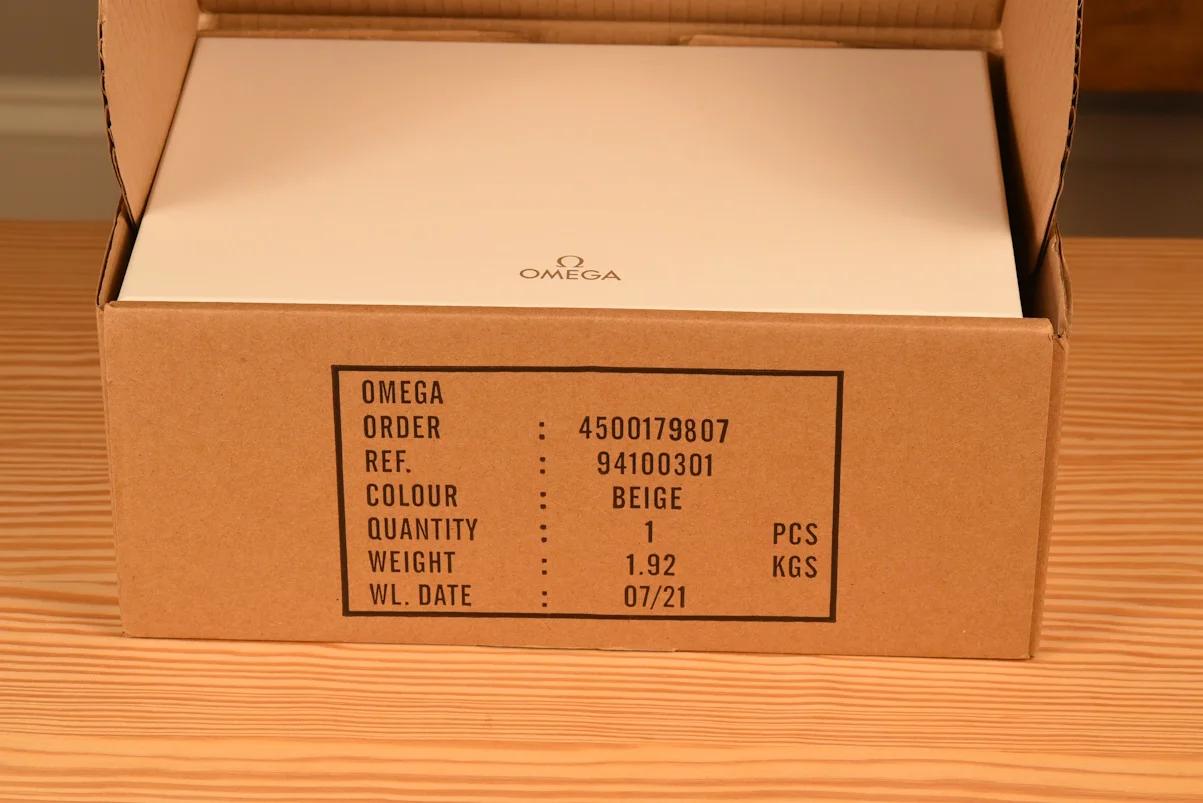 Ω
OMEGA
OMEGA
ORDER : 4500179807
REF. : 94100301
COLOUR : BEIGE
QUANTITY : 1 PCS
WEIGHT : 1.92 KGS
WL. DATE : 07/21